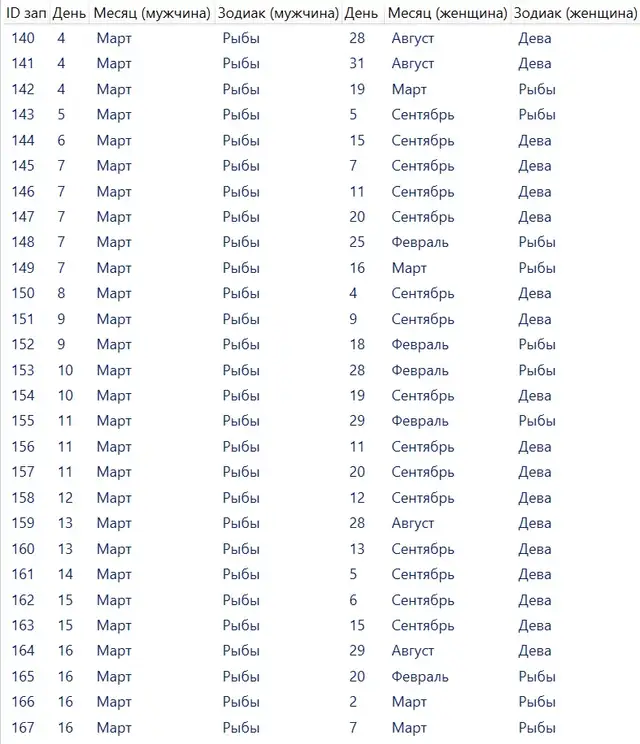 ID зап День Месяц (мужчина) Зодиак (мужчина) День Месяц (женщина) Зодиак (женщина)
140 4 Март Рыбы 28 Август Дева
141 4 Март Рыбы 31 Август Дева
142 4 Март Рыбы 19 Март Рыбы
143 5 Март Рыбы 5 Сентябрь Рыбы
144 6 Март Рыбы 15 Сентябрь Дева
145 7 Март Рыбы 7 Сентябрь Дева
146 7 Март Рыбы 11 Сентябрь Дева
147 7 Март Рыбы 20 Сентябрь Дева
148 7 Март Рыбы 25 Февраль Рыбы
149 7 Март Рыбы 16 Март Рыбы
150 8 Март Рыбы 4 Сентябрь Дева
151 9 Март Рыбы 9 Сентябрь Дева
152 9 Март Рыбы 18 Февраль Рыбы
153 10 Март Рыбы 28 Февраль Рыбы
154 10 Март Рыбы 19 Сентябрь Дева
155 11 Март Рыбы 29 Февраль Рыбы
156 11 Март Рыбы 11 Сентябрь Дева
157 11 Март Рыбы 20 Сентябрь Дева
158 12 Март Рыбы 12 Сентябрь Дева
159 13 Март Рыбы 28 Август Дева
160 13 Март Рыбы 13 Сентябрь Дева
161 14 Март Рыбы 5 Сентябрь Дева
162 15 Март Рыбы 6 Сентябрь Дева
163 15 Март Рыбы 15 Сентябрь Дева
164 16 Март Рыбы 29 Август Дева
165 16 Март Рыбы 20 Февраль Рыбы
166 16 Март Рыбы 2 Март Рыбы
167 16 Март Рыбы 7 Март Рыбы